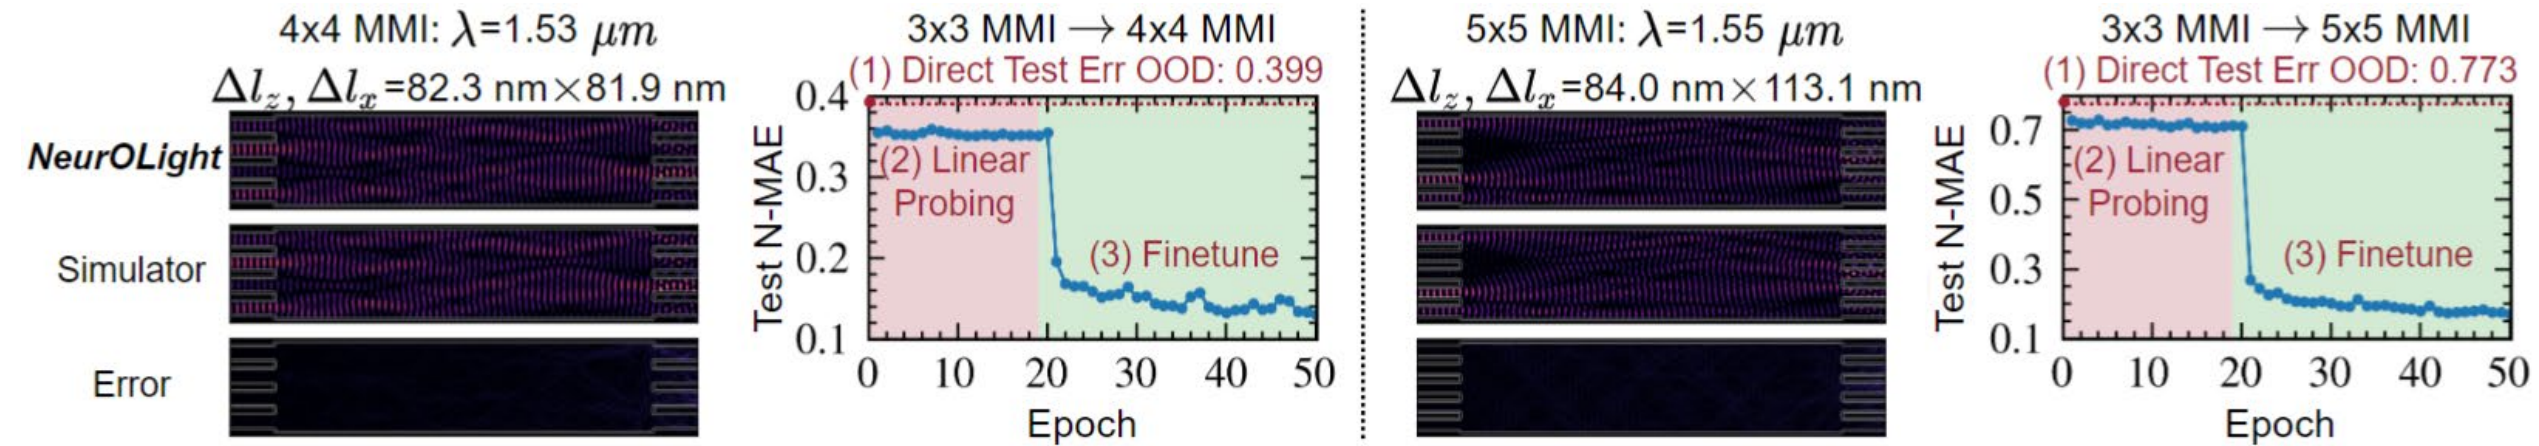 4x4 MMI: λ=1.53 μm
Δl_z, Δl_x=82.3 nm×81.9 nm
NeurOLight
Simulator
Error
3x3 MMI → 4x4 MMI
(1) Direct Test Err OOD: 0.399
Test N-MAE
0.4
0.3
0.2
0.1
(2) Linear
Probing
(3) Finetune
0 10 20 30 40 50
Epoch
5x5 MMI: λ=1.55 μm
Δl_z, Δl_x=84.0 nm×113.1 nm
3x3 MMI → 5x5 MMI
(1) Direct Test Err OOD: 0.773
Test N-MAE
0.7
0.5
0.3
0.1
(2) Linear
Probing
(3) Finetune
0 10 20 30 40 50
Epoch